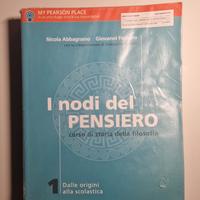 MY PEARSON PLACE
Nicola Abbagnano Giovanni Fornero
I nodi del
PENSIERO
corso di storia della filosofia
1 Dalle origini
alla scolastica